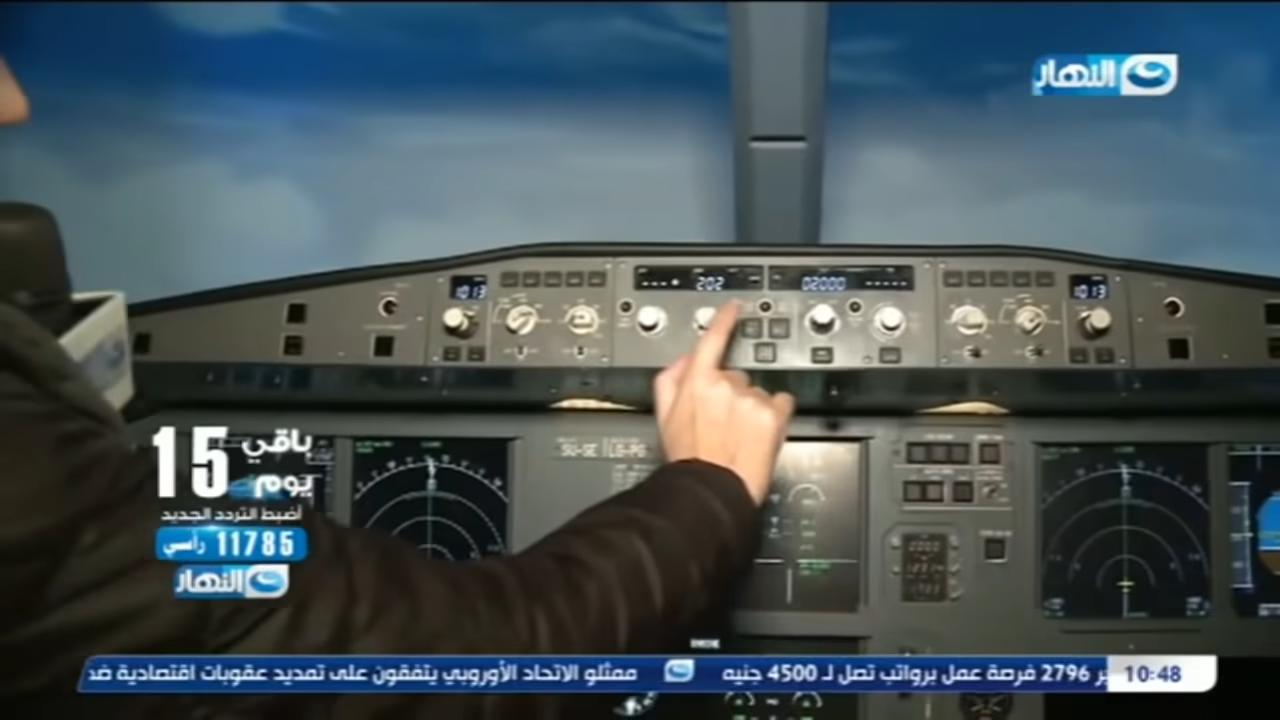 النهار
1013
202
02000
1013
باقي 15
يوم
أضبط التردد الجديد
11785 رأسي
النهار
10:48
بر 2796 فرصة عمل برواتب تصل لـ 4500 جنيه
ممثلو الاتحاد الأوروبي يتفقون على تمديد عقوبات اقتصادية ضد